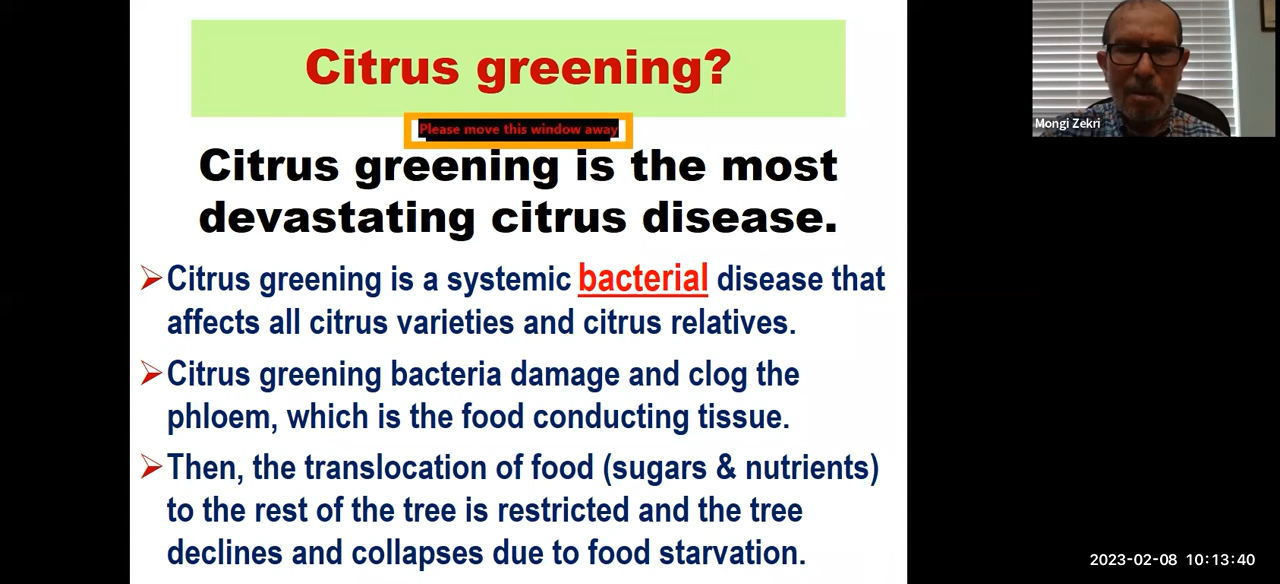 Citrus greening?
Please move this window away
Citrus greening is the most
devastating citrus disease.
Citrus greening is a systemic bacterial disease that
affects all citrus varieties and citrus relatives.
Citrus greening bacteria damage and clog the
phloem, which is the food conducting tissue.
Then, the translocation of food (sugars & nutrients)
to the rest of the tree is restricted and the tree
declines and collapses due to food starvation.
Mongi Zekri
2023-02-08 10:13:40